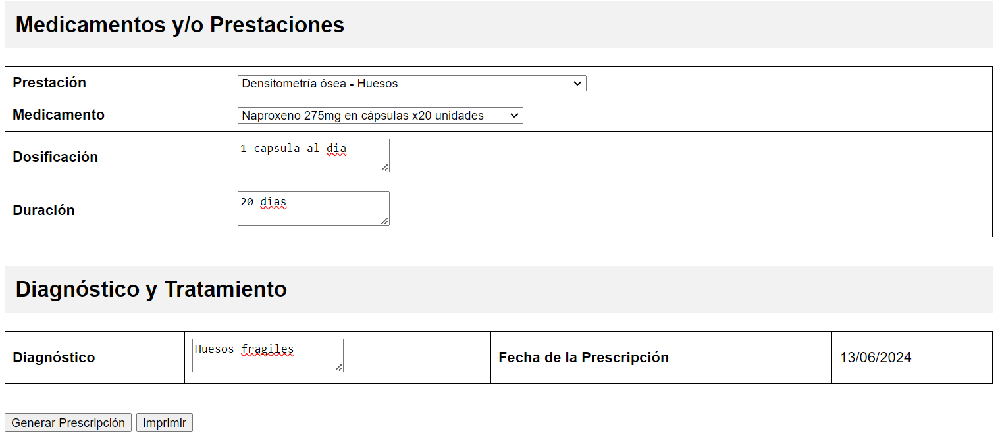 Medicamentos y/o Prestaciones
Prestación Densitometría ósea - Huesos
Medicamento Naproxeno 275mg en cápsulas x20 unidades
Dosificación 1 capsula al dia
Duración 20 dias
Diagnóstico y Tratamiento
Diagnóstico Huesos fragiles Fecha de la Prescripción 13/06/2024
Generar Prescripción Imprimir